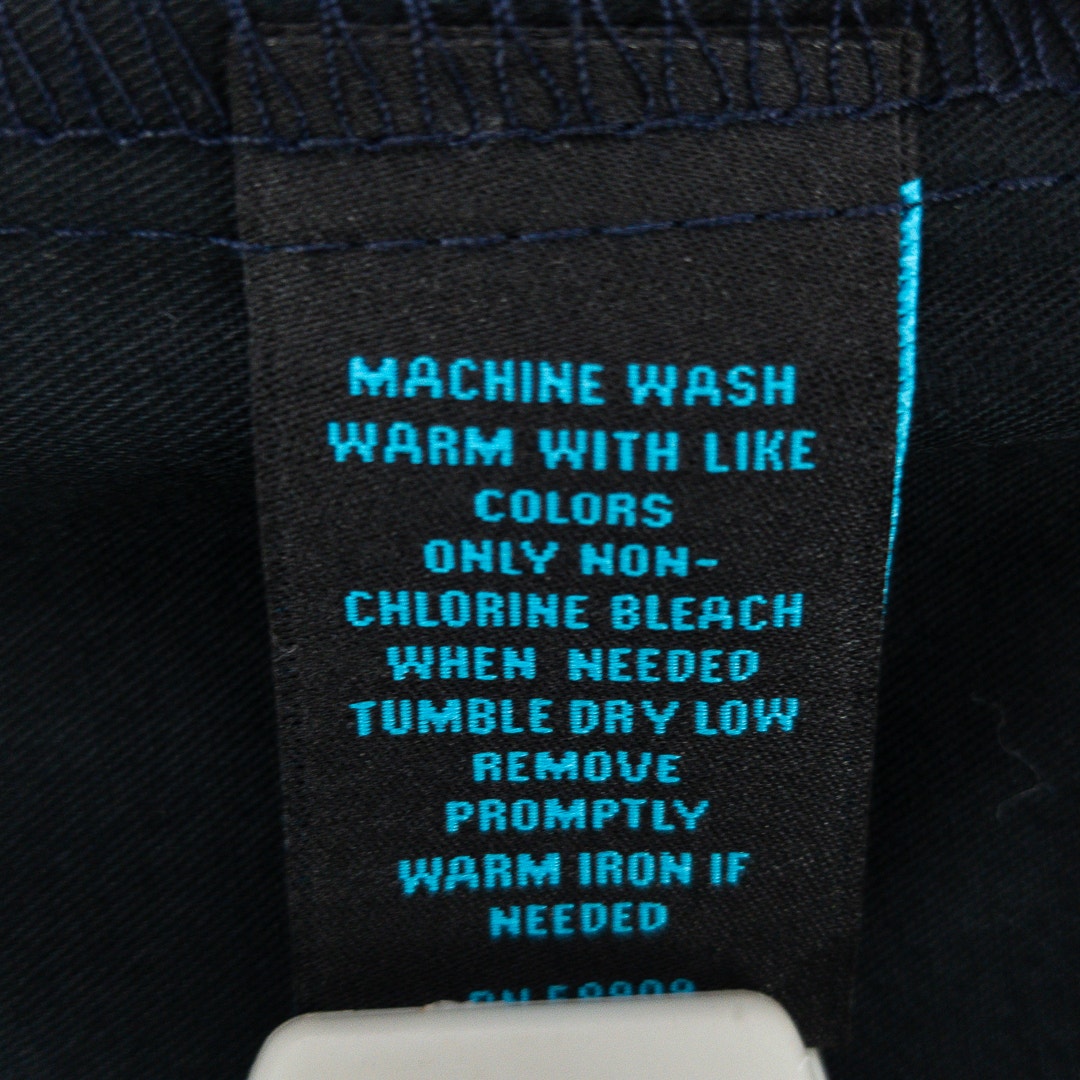 MACHINE WASH
WARM WITH LIKE
COLORS
ONLY NON-
CHLORINE BLEACH
WHEN NEEDED
TUMBLE DRY LOW
REMOVE
PROMPTLY
WARM IRON IF
NEEDED